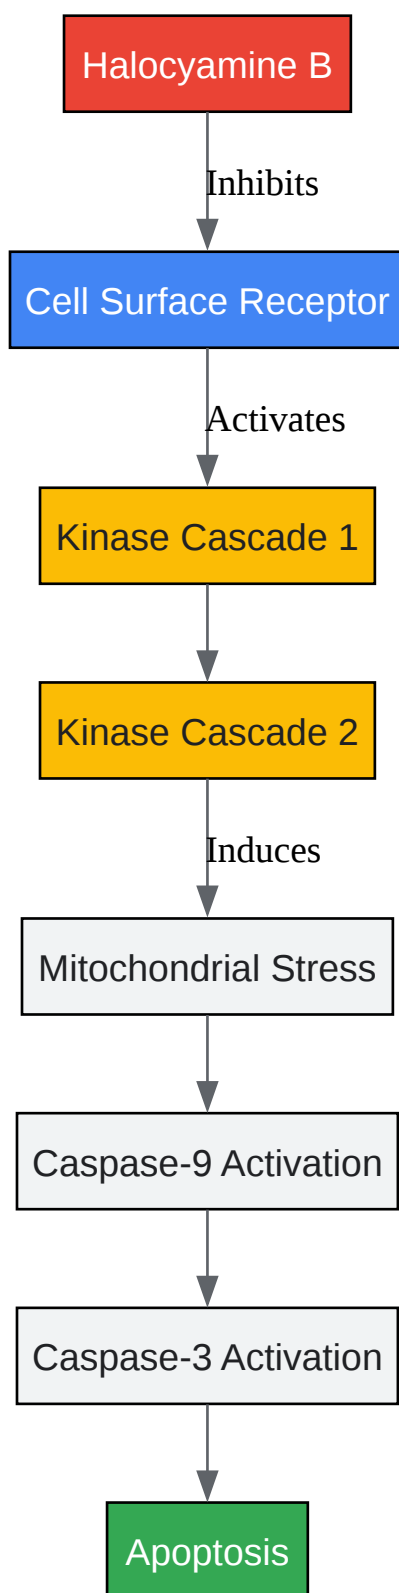 Halocyamine B
Inhibits
Cell Surface Receptor
Activates
Kinase Cascade 1
Kinase Cascade 2
Induces
Mitochondrial Stress
Caspase-9 Activation
Caspase-3 Activation
Apoptosis